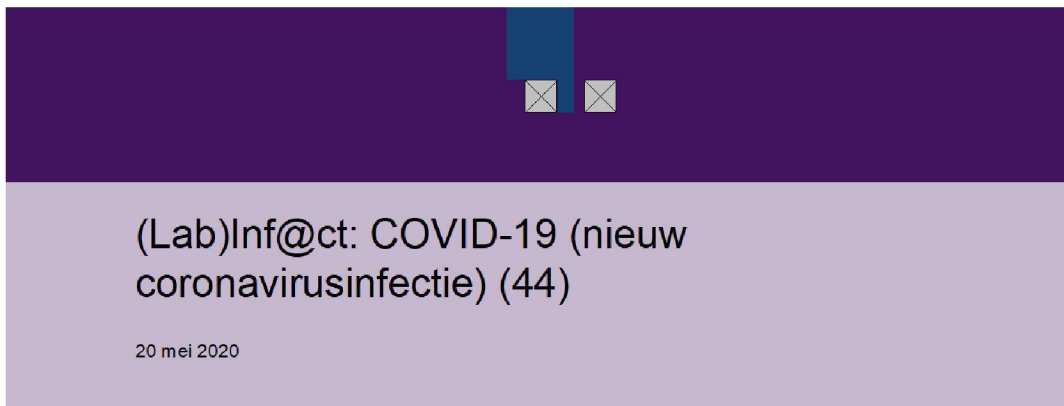 (Lab)Inf@ct: COVID-19 (nieuw
coronavirusinfectie) (44)
20 mei 2020